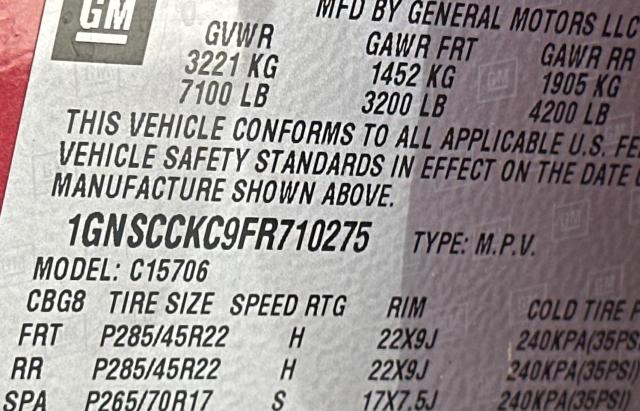 GM
MFD BY GENERAL MOTORS LLC
GVWR GAWR FRT GAWR RR
3221 KG 1452 KG 1905 KG
7100 LB 3200 LB 4200 LB
THIS VEHICLE CONFORMS TO ALL APPLICABLE U.S. FE
VEHICLE SAFETY STANDARDS IN EFFECT ON THE DATE
MANUFACTURE SHOWN ABOVE.
1GNSCCKC9FR710275 TYPE: M.P.V.
MODEL: C15706
CBG8 TIRE SIZE SPEED RTG RIM COLD TIRE P
FRT P285/45R22 H 22X9J 240KPA(35PS
RR P285/45R22 H 22X9J 240KPA(35PSI)
SPA P265/70R17 S 17X7.5J 240KPA(35PSI)